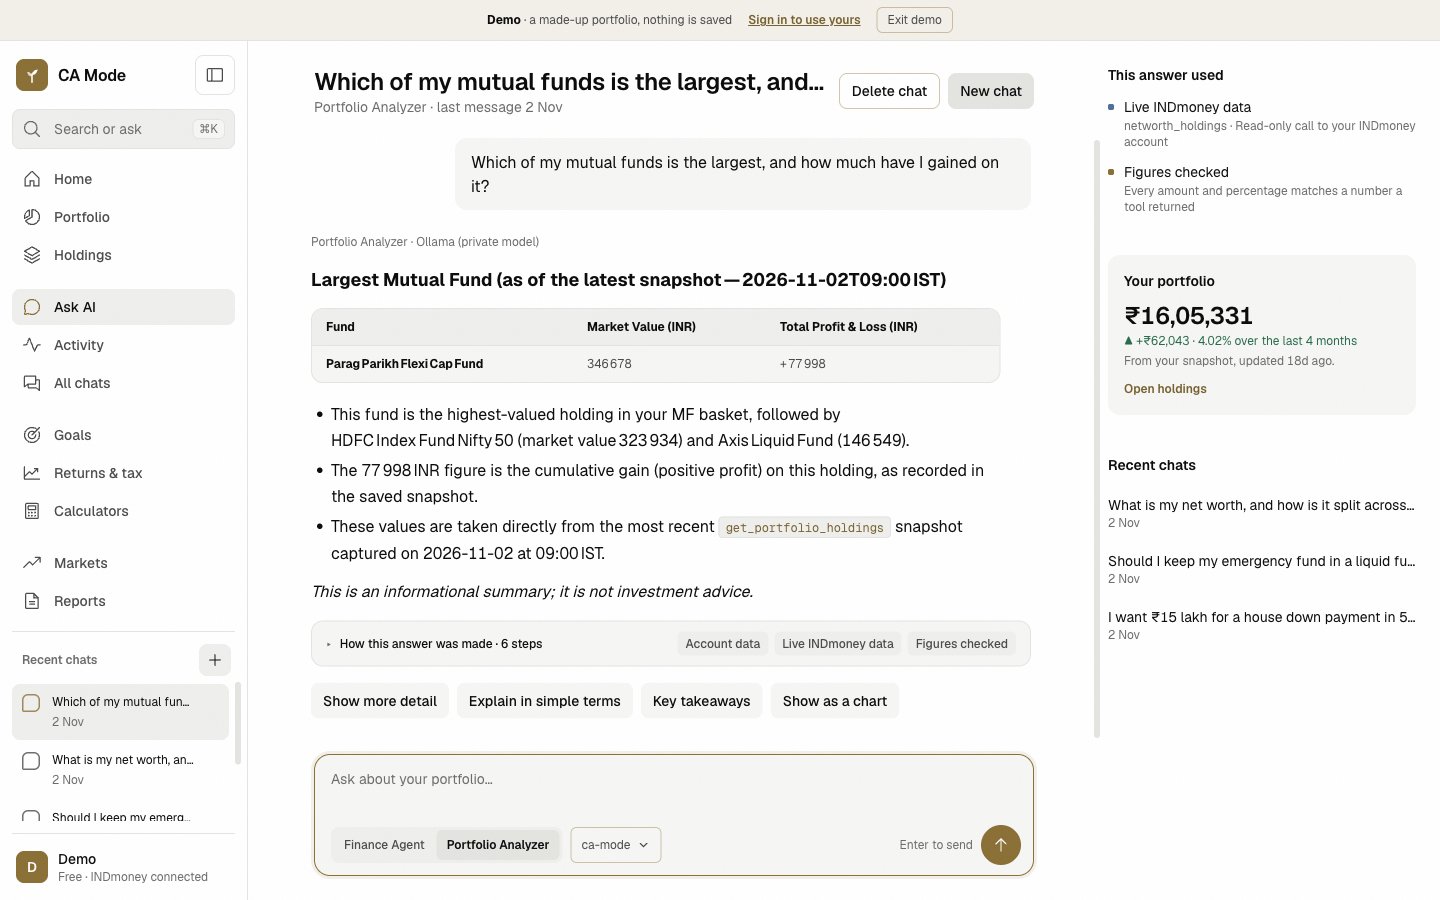 Demo · a made-up portfolio, nothing is saved Sign in to use yours Exit demo
CA Mode
Search or ask ⌘K
Home
Portfolio
Holdings
Ask AI
Activity
All chats
Goals
Returns & tax
Calculators
Markets
Reports
Recent chats
Which of my mutual fun...
2 Nov
What is my net worth, an...
2 Nov
Should I keep my emerg...
D
Demo
Free · INDmoney connected
Which of my mutual funds is the largest, and...
Portfolio Analyzer · last message 2 Nov
Delete chat New chat
Which of my mutual funds is the largest, and how much have I gained on
it?
Portfolio Analyzer · Ollama (private model)
Largest Mutual Fund (as of the latest snapshot — 2026-11-02T09:00 IST)
Fund Market Value (INR) Total Profit & Loss (INR)
Parag Parikh Flexi Cap Fund 346 678 +77 998
• This fund is the highest-valued holding in your MF basket, followed by
HDFC Index Fund Nifty 50 (market value 323 934) and Axis Liquid Fund (146 549).
• The 77 998 INR figure is the cumulative gain (positive profit) on this holding, as recorded in
the saved snapshot.
• These values are taken directly from the most recent get_portfolio_holdings snapshot
captured on 2026-11-02 at 09:00 IST.
This is an informational summary; it is not investment advice.
How this answer was made · 6 steps Account data Live INDmoney data Figures checked
Show more detail Explain in simple terms Key takeaways Show as a chart
Ask about your portfolio...
Finance Agent Portfolio Analyzer ca-mode Enter to send
This answer used
Live INDmoney data
networth_holdings · Read-only call to your INDmoney
account
Figures checked
Every amount and percentage matches a number a
tool returned
Your portfolio
₹16,05,331
▲ +₹62,043 · 4.02% over the last 4 months
From your snapshot, updated 18d ago.
Open holdings
Recent chats
What is my net worth, and how is it split across...
2 Nov
Should I keep my emergency fund in a liquid fu...
2 Nov
I want ₹15 lakh for a house down payment in 5...
2 Nov